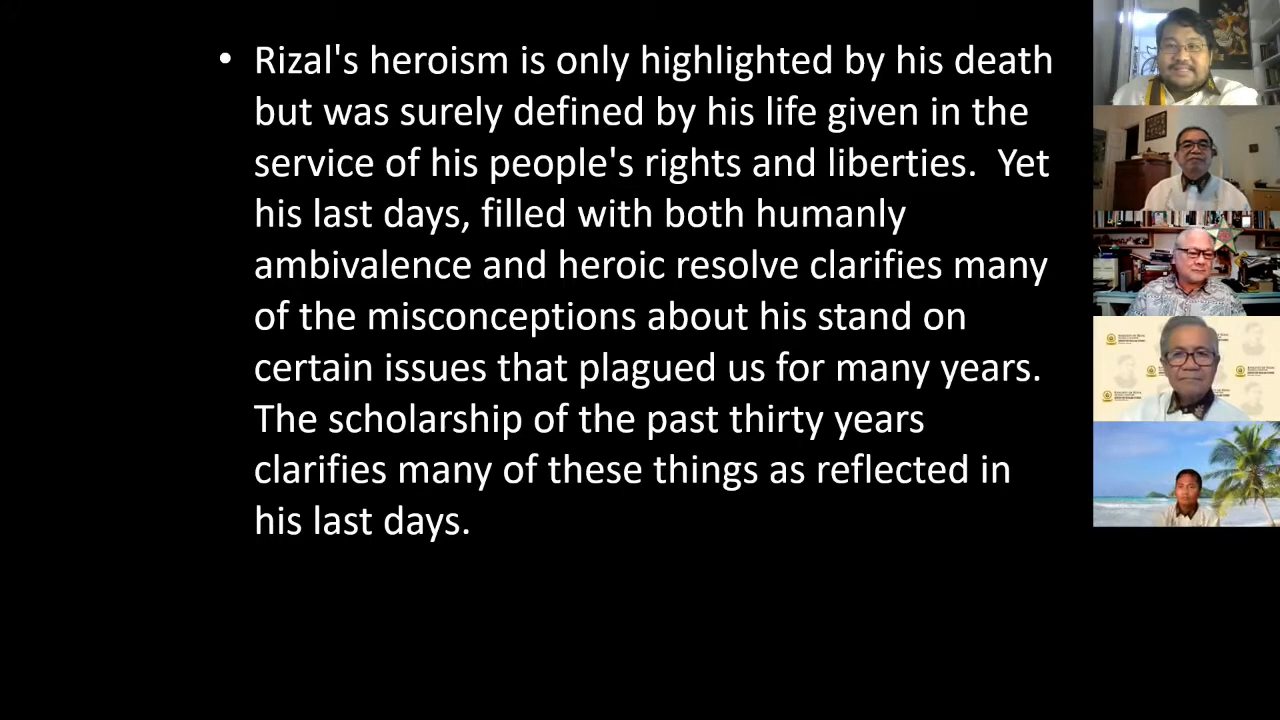 • Rizal's heroism is only highlighted by his death
but was surely defined by his life given in the
service of his people's rights and liberties.  Yet
his last days, filled with both humanly
ambivalence and heroic resolve clarifies many
of the misconceptions about his stand on
certain issues that plagued us for many years.
The scholarship of the past thirty years
clarifies many of these things as reflected in
his last days.